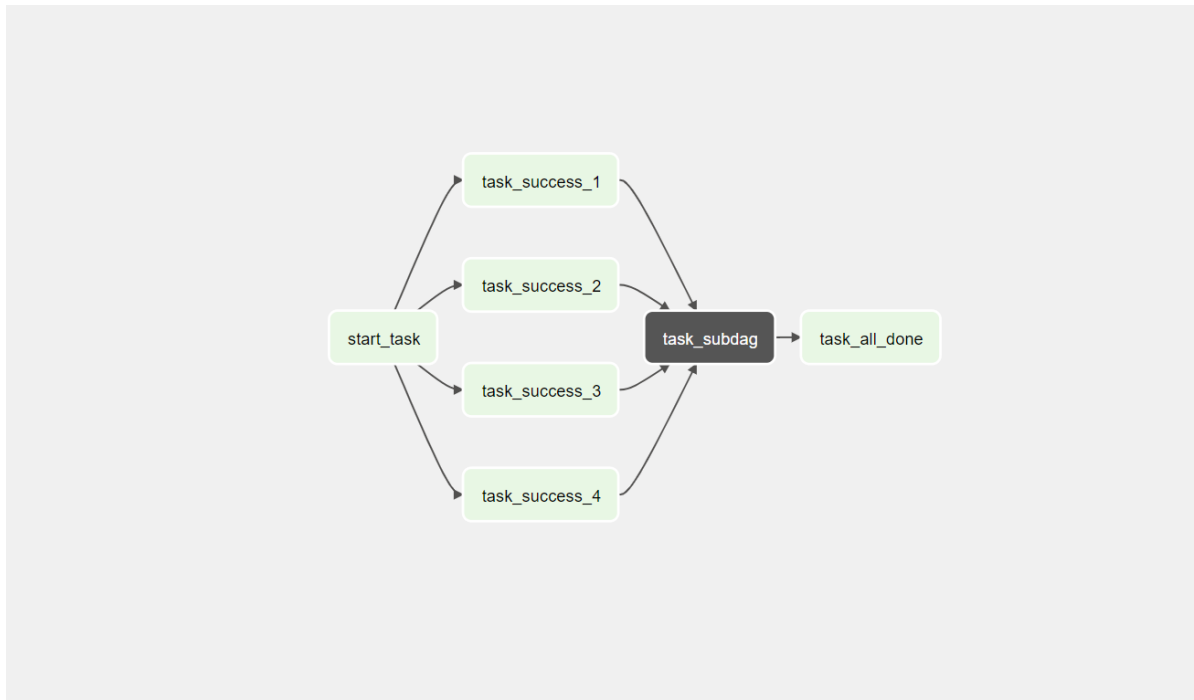 task_success_1
task_success_2
start_task
task_subdag
task_all_done
task_success_3
task_success_4